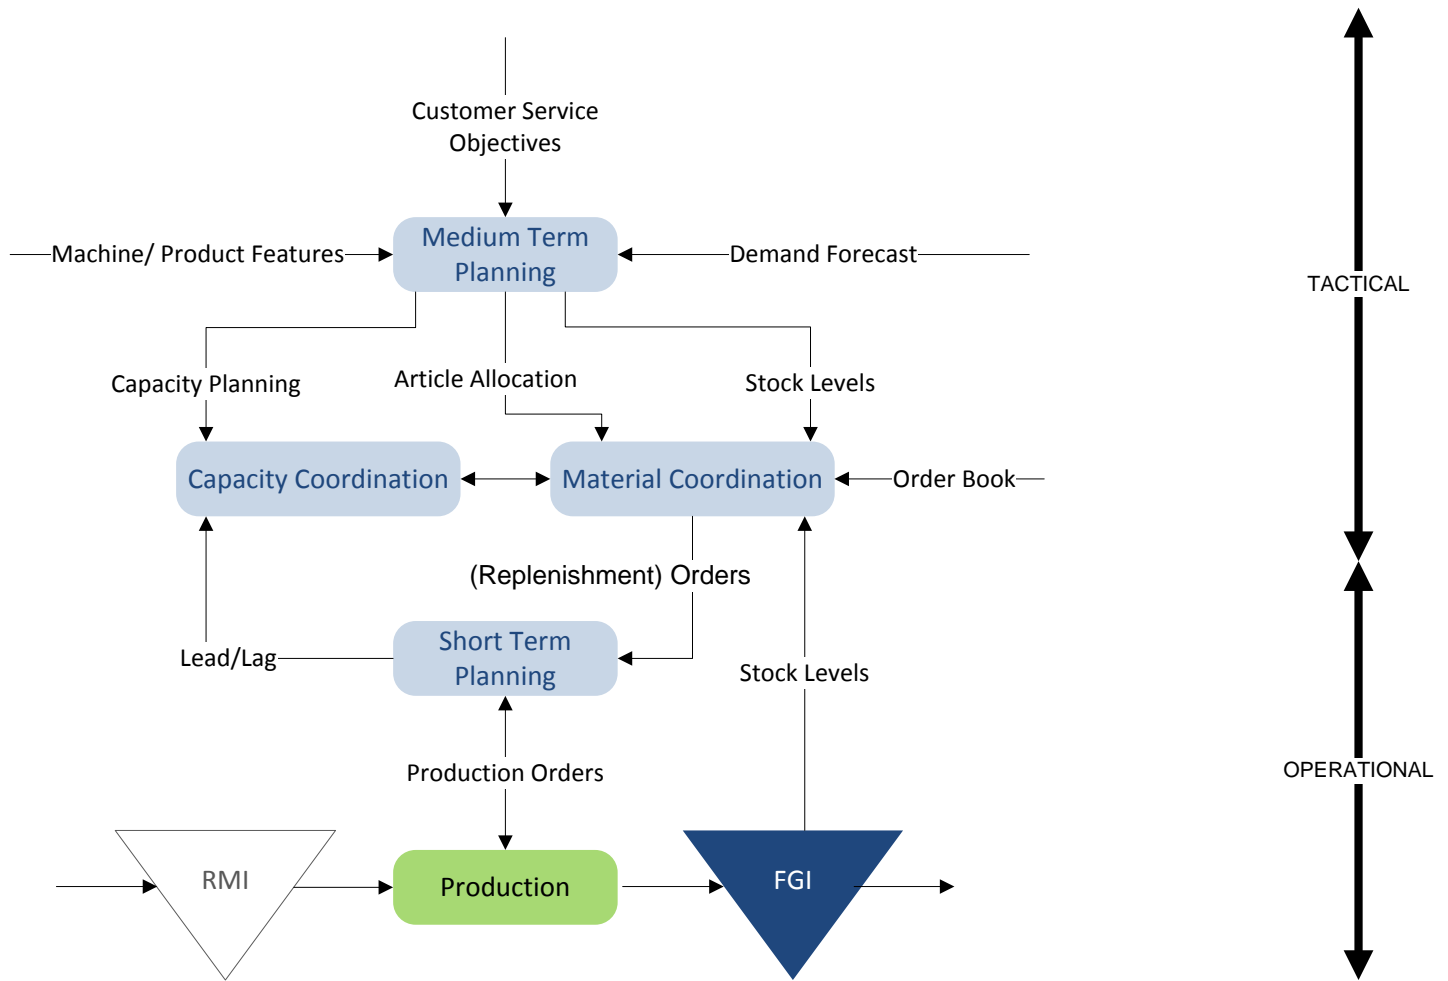 Customer Service
Objectives
Machine/ Product Features
Medium Term
Planning
Demand Forecast
TACTICAL
Capacity Planning
Article Allocation
Stock Levels
Capacity Coordination
Material Coordination
Order Book
(Replenishment) Orders
Short Term
Planning
Lead/Lag
Stock Levels
Production Orders
OPERATIONAL
RMI
Production
FGI